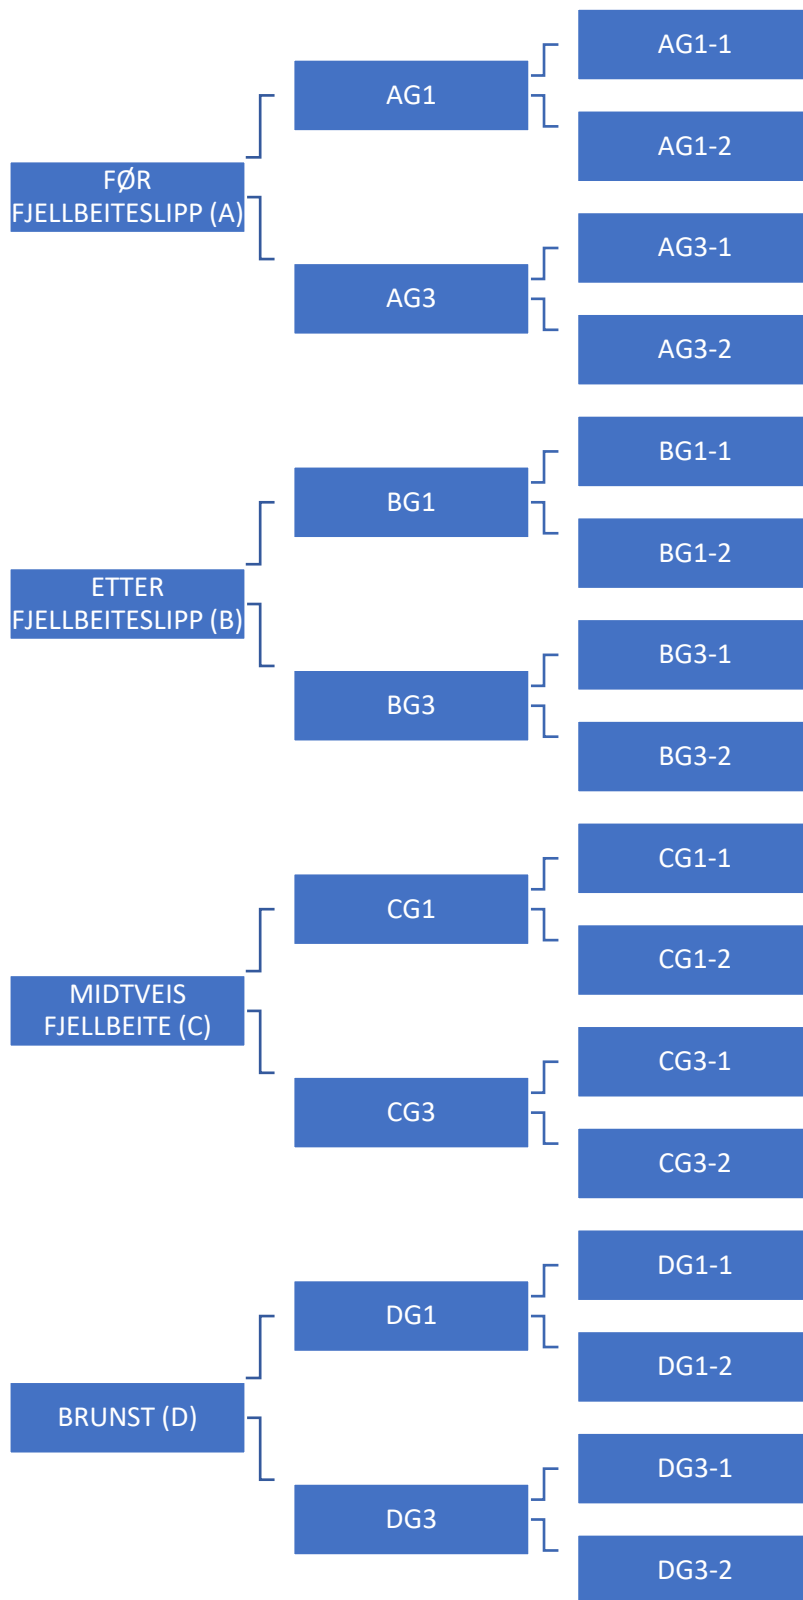 FØR
FJELLBEITESLIPP (A)
AG1
AG1-1
AG1-2
AG3
AG3-1
AG3-2
ETTER
FJELLBEITESLIPP (B)
BG1
BG1-1
BG1-2
BG3
BG3-1
BG3-2
MIDTVEIS
FJELLBEITE (C)
CG1
CG1-1
CG1-2
CG3
CG3-1
CG3-2
BRUNST (D)
DG1
DG1-1
DG1-2
DG3
DG3-1
DG3-2